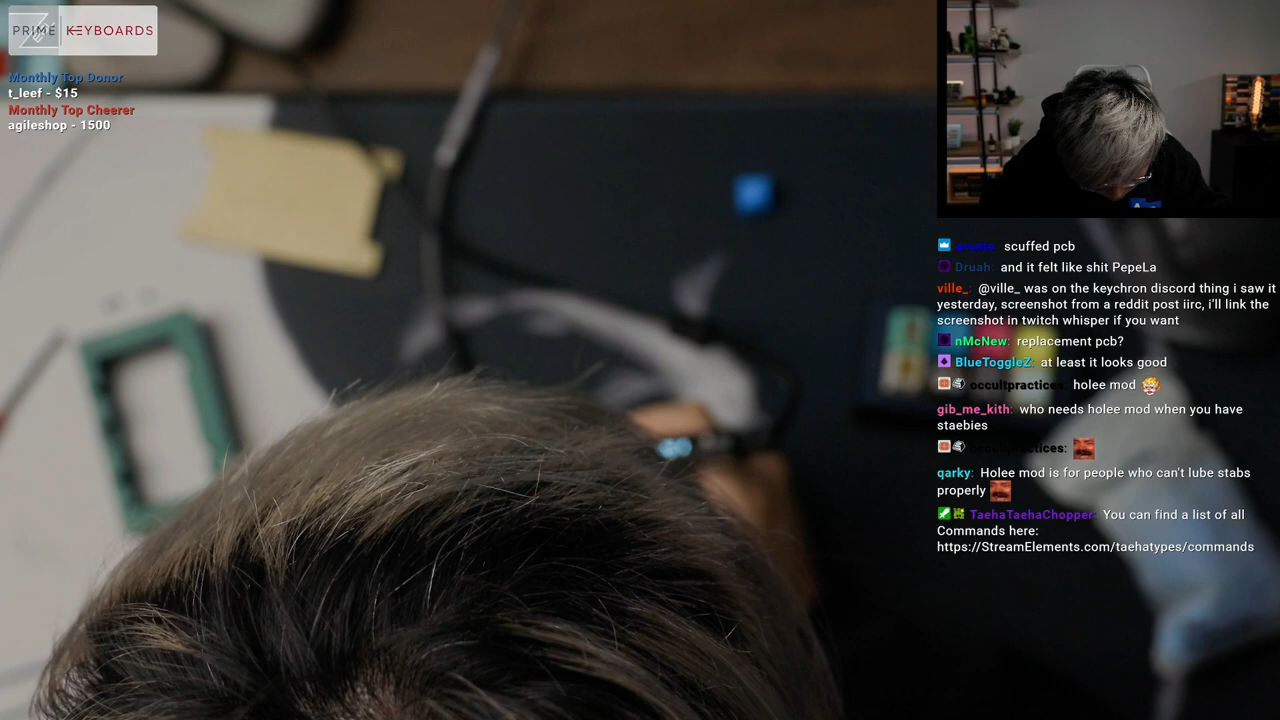 PRIME KEYBOARDS
Monthly Top Donor
t_leef - $15
Monthly Top Cheerer
agileshop - 1500
scuffed pcb
Druah: and it felt like shit PepeLa
ville_: @ville_ was on the keychron discord thing i saw it
yesterday, screenshot from a reddit post iirc, i'll link the
screenshot in twitch whisper if you want
nMcNew: replacement pcb?
BlueToggleZ: at least it looks good
occultpractices: holee mod
gib_me_kith: who needs holee mod when you have
staebies
occultpractices:
qarky: Holee mod is for people who can't lube stabs
properly
TaehaTaehaChopper: You can find a list of all
Commands here:
https://StreamElements.com/taehatypes/commands